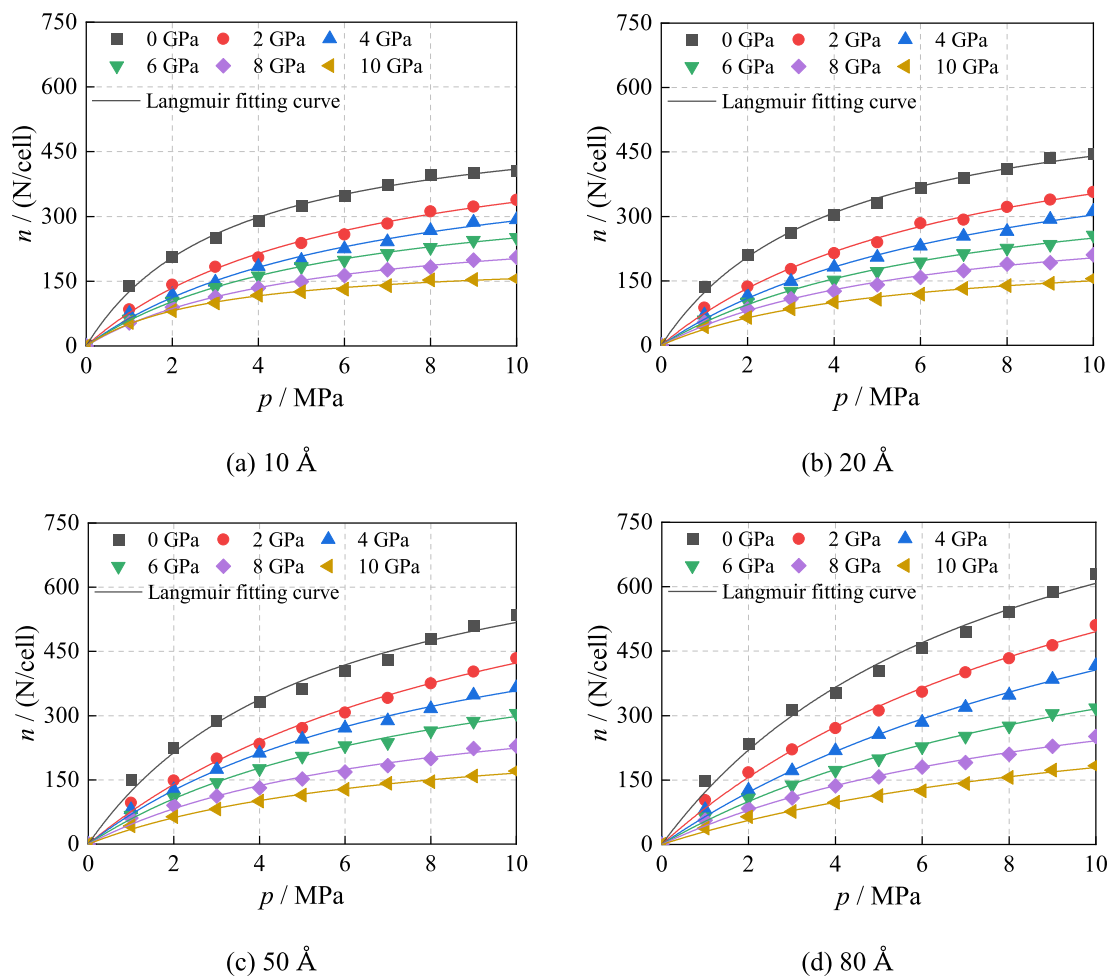 750
600
450
300
150
0
n / (N/cell)
0 GPa 2 GPa 4 GPa
6 GPa 8 GPa 10 GPa
Langmuir fitting curve
0 2 4 6 8 10
p / MPa
(a) 10 Å
750
600
450
300
150
0
n / (N/cell)
0 GPa 2 GPa 4 GPa
6 GPa 8 GPa 10 GPa
Langmuir fitting curve
0 2 4 6 8 10
p / MPa
(b) 20 Å
750
600
450
300
150
0
n / (N/cell)
0 GPa 2 GPa 4 GPa
6 GPa 8 GPa 10 GPa
Langmuir fitting curve
0 2 4 6 8 10
p / MPa
(c) 50 Å
750
600
450
300
150
0
n / (N/cell)
0 GPa 2 GPa 4 GPa
6 GPa 8 GPa 10 GPa
Langmuir fitting curve
0 2 4 6 8 10
p / MPa
(d) 80 Å